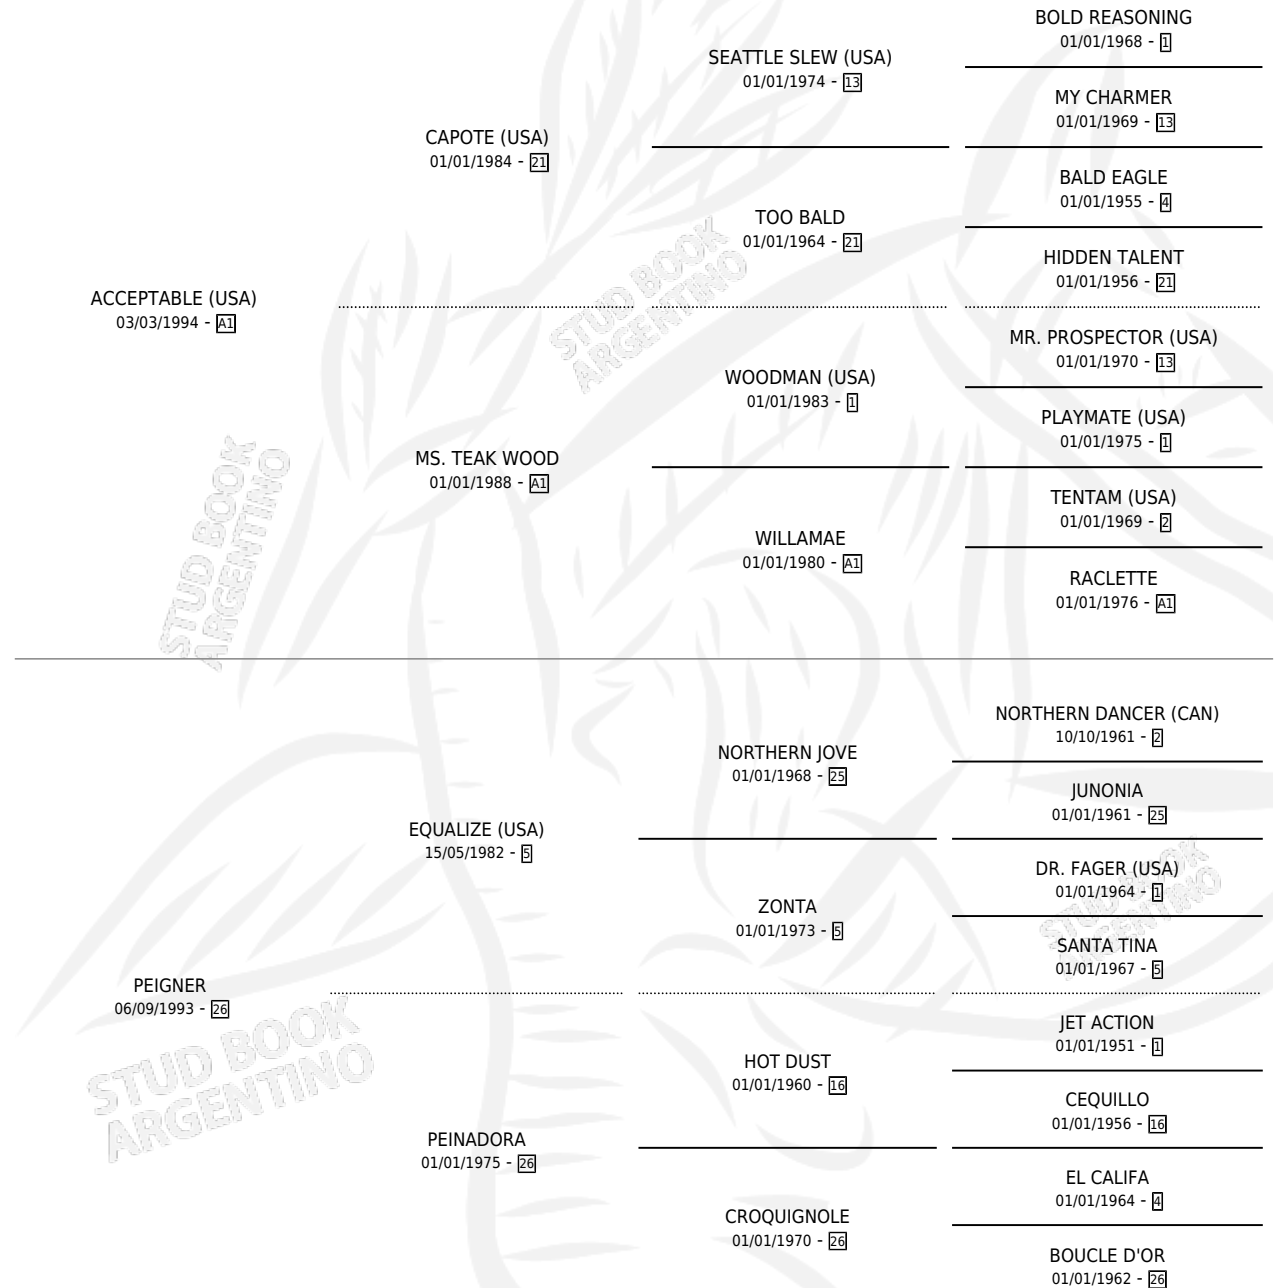 BOLD REASONING
01/01/1968 - 1
SEATTLE SLEW (USA)
01/01/1974 - 13
MY CHARMER
01/01/1969 - 13
CAPOTE (USA)
01/01/1984 - 21
BALD EAGLE
01/01/1955 - 4
TOO BALD
01/01/1964 - 21
HIDDEN TALENT
01/01/1956 - 21
ACCEPTABLE (USA)
03/03/1994 - A1
MR. PROSPECTOR (USA)
01/01/1970 - 13
WOODMAN (USA)
01/01/1983 - 1
PLAYMATE (USA)
01/01/1975 - 1
MS. TEAK WOOD
01/01/1988 - A1
TENTAM (USA)
01/01/1969 - 2
WILLAMAE
01/01/1980 - A1
RACLETTE
01/01/1976 - A1
NORTHERN DANCER (CAN)
10/10/1961 - 2
NORTHERN JOVE
01/01/1968 - 25
JUNONIA
01/01/1961 - 25
EQUALIZE (USA)
15/05/1982 - 5
DR. FAGER (USA)
01/01/1964 - 1
ZONTA
01/01/1973 - 5
SANTA TINA
01/01/1967 - 5
PEIGNER
06/09/1993 - 26
JET ACTION
01/01/1951 - 1
HOT DUST
01/01/1960 - 16
CEQUILLO
01/01/1956 - 16
PEINADORA
01/01/1975 - 26
EL CALIFA
01/01/1964 - 4
CROQUIGNOLE
01/01/1970 - 26
BOUCLE D'OR
01/01/1962 - 26
STUD BOOK
ARGENTINO
STUD BOOK
ARGENTINO
STUD BOOK
ARGENTINO
STUD BOOK
ARGENTINO